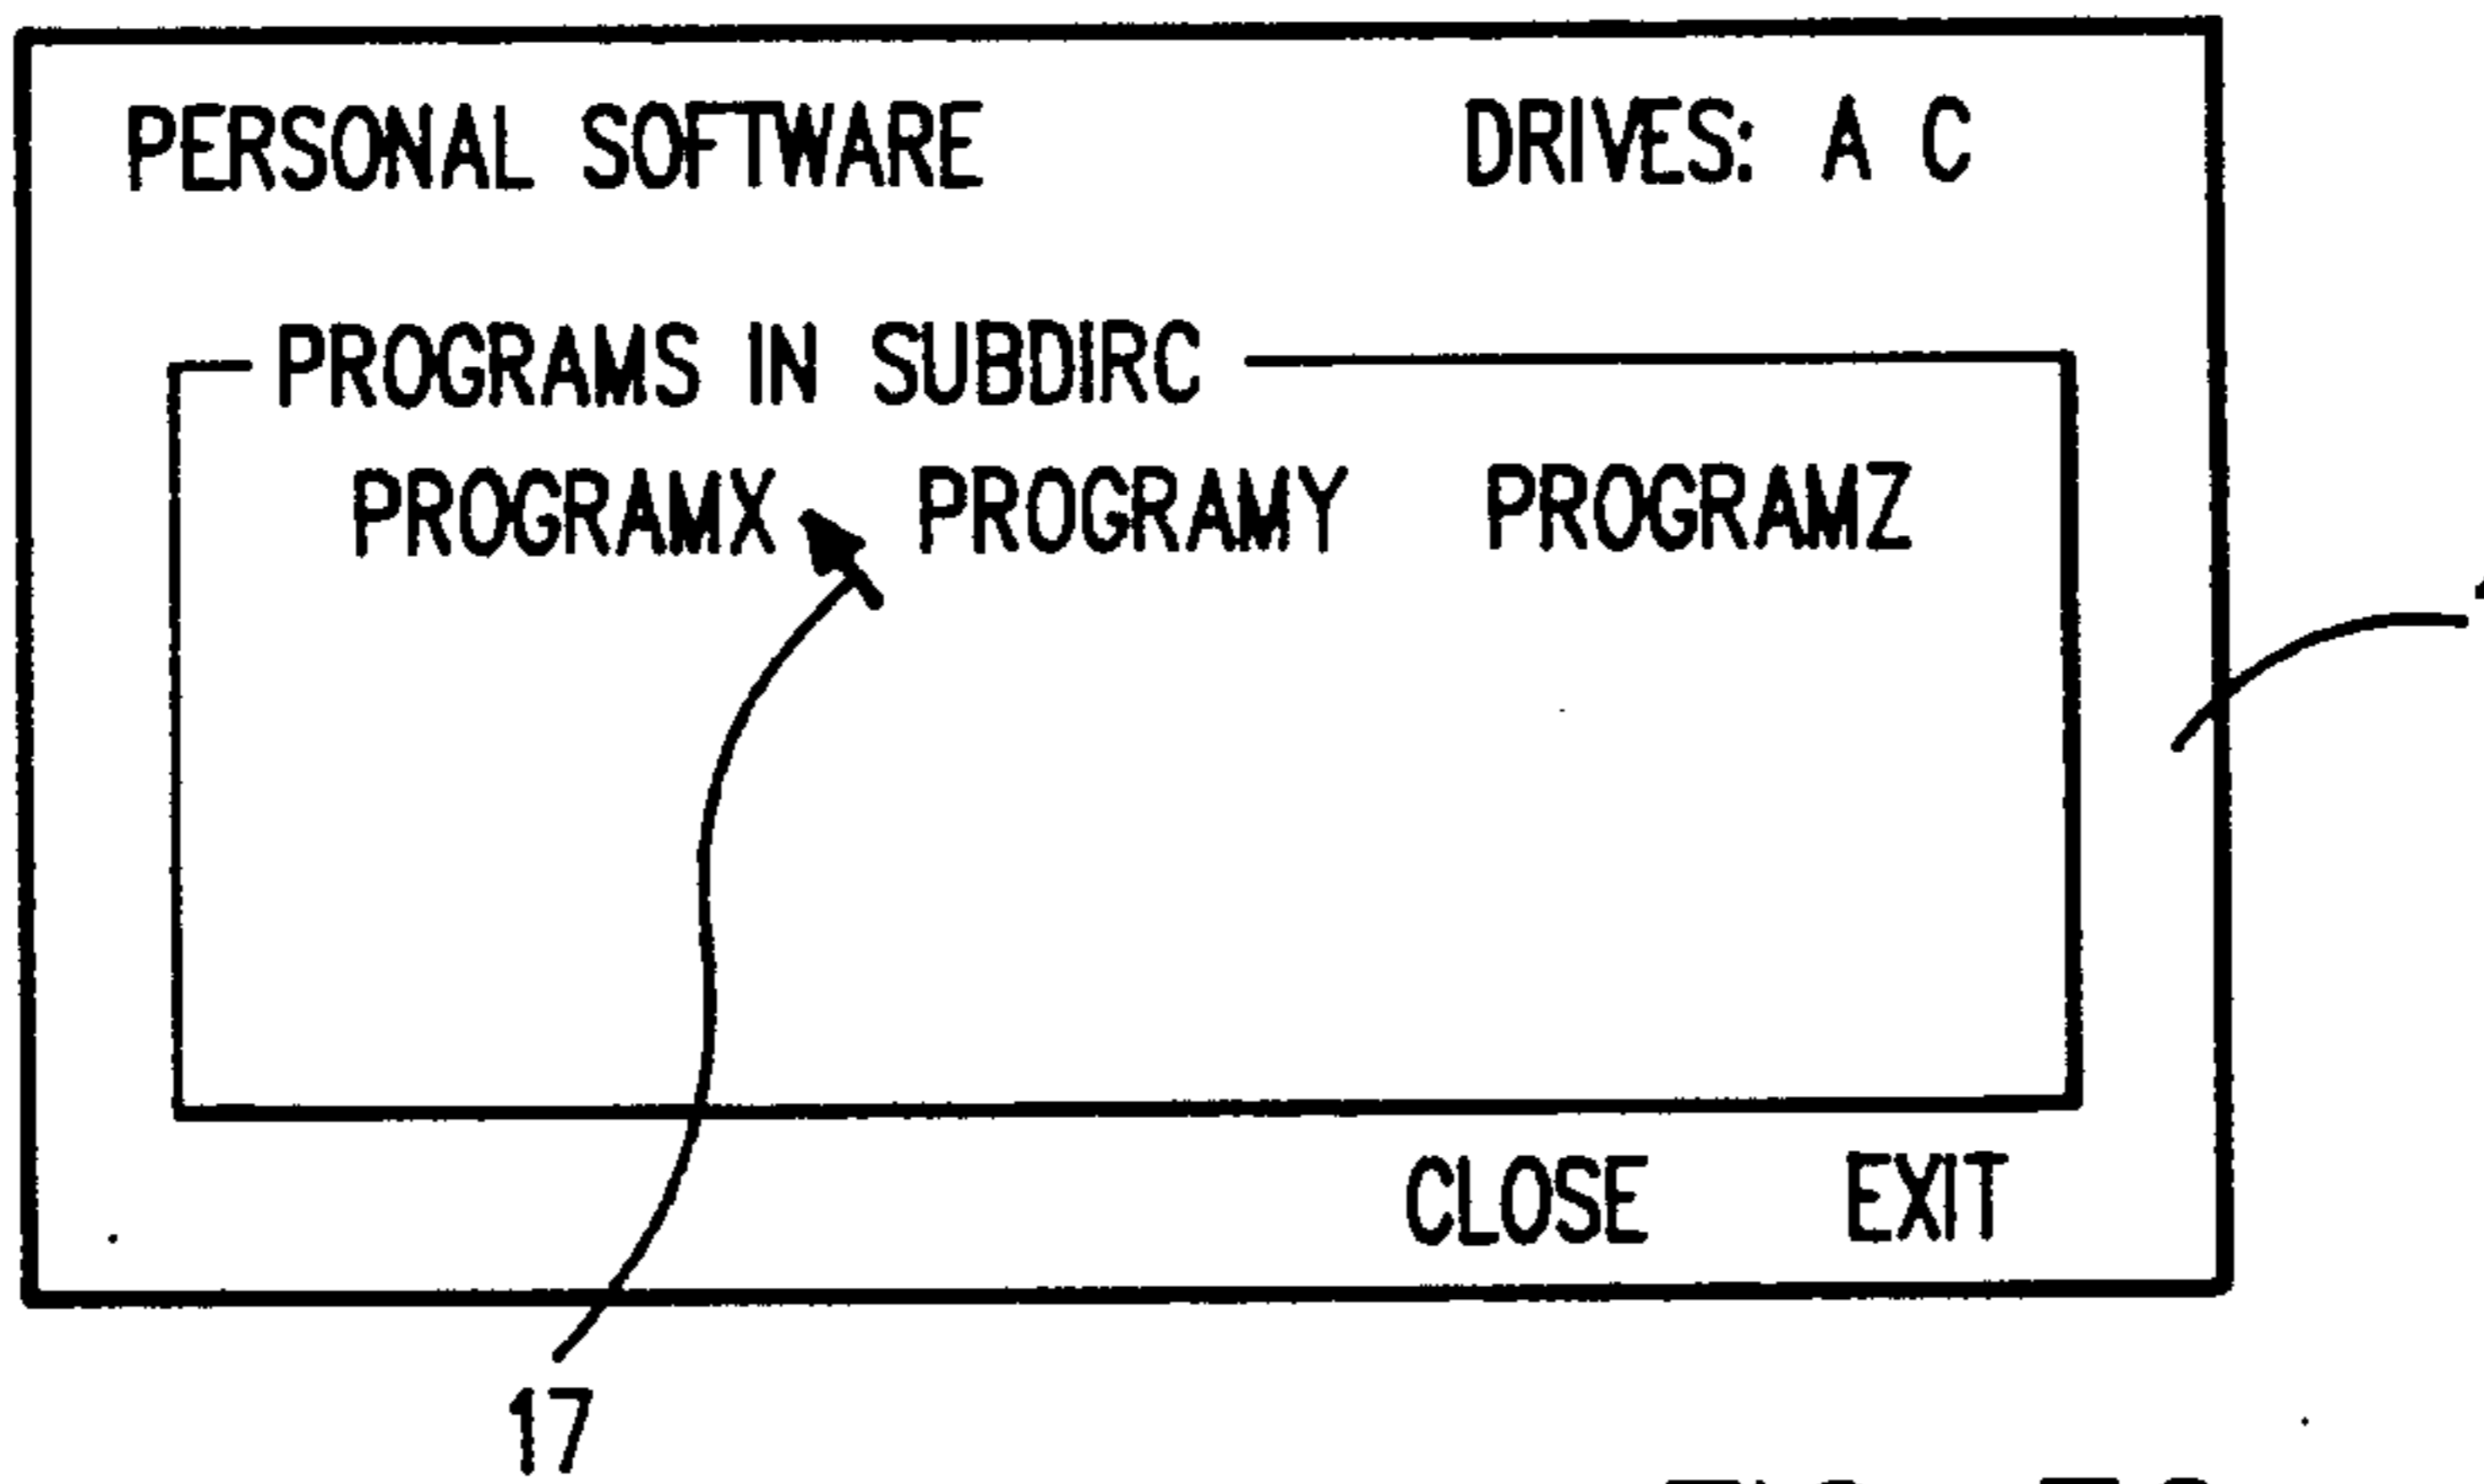 PERSONAL SOFTWARE DRIVES: A C
PROGRAMS IN SUBDIRC
PROGRAMX PROGRAMY PROGRAMZ
CLOSE EXIT
17